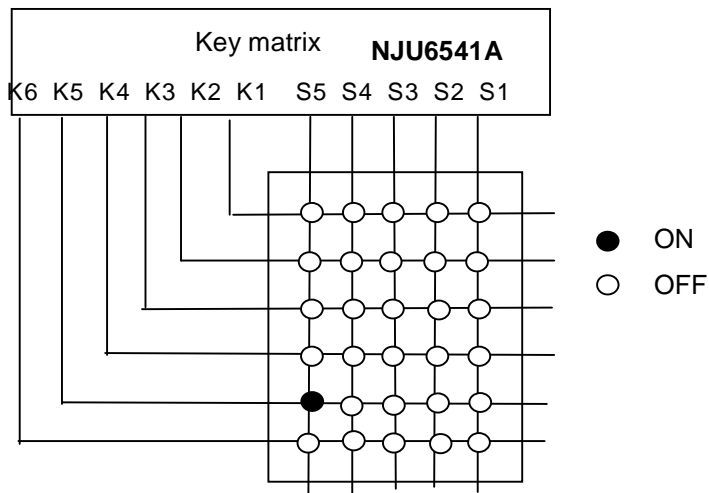 Key matrix NJU6541A
K6 K5 K4 K3 K2 K1 S5 S4 S3 S2 S1
ON
OFF